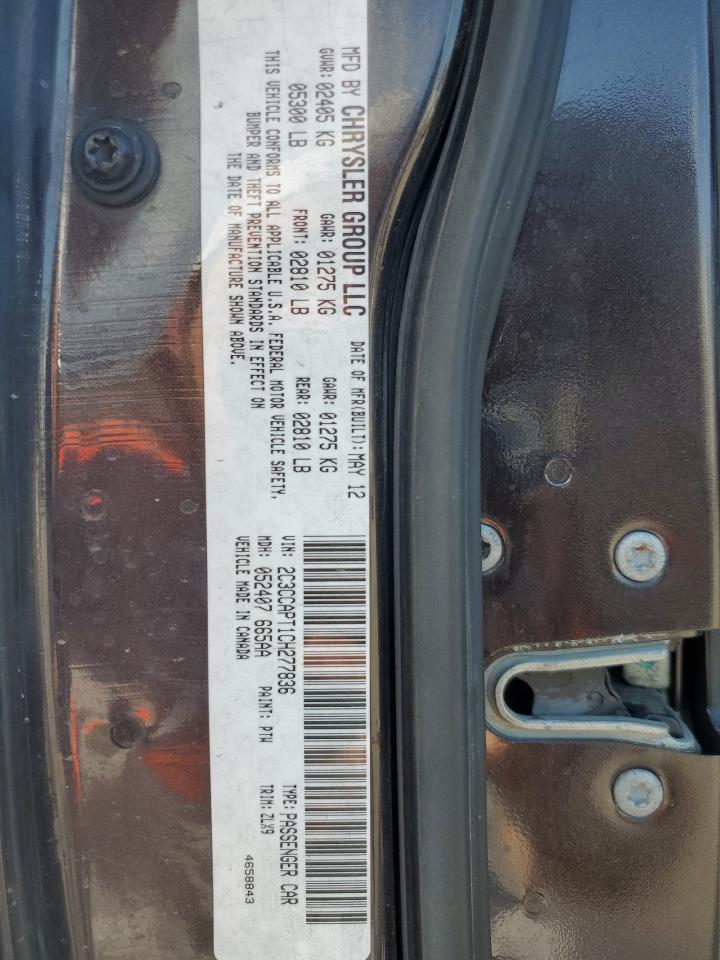 MFD BY CHRYSLER GROUP LLC DATE OF MFR(BUILT): MAY 12
GVWR: 02405 KG GAWR: 01275 KG GAWR: 01275 KG
05300 LB FRONT: 02810 LB REAR: 02810 LB
THIS VEHICLE CONFORMS TO ALL APPLICABLE U.S.A. FEDERAL MOTOR VEHICLE SAFETY,
BUMPER AND THEFT PREVENTION STANDARDS IN EFFECT ON
THE DATE OF MANUFACTURE SHOWN ABOVE.
VIN: 2C3CCAPT1CH277836 TYPE: PASSENGER CAR
MDH: 052407 665AA PAINT: PTW TRIM: ZLX9
VEHICLE MADE IN CANADA 4658843